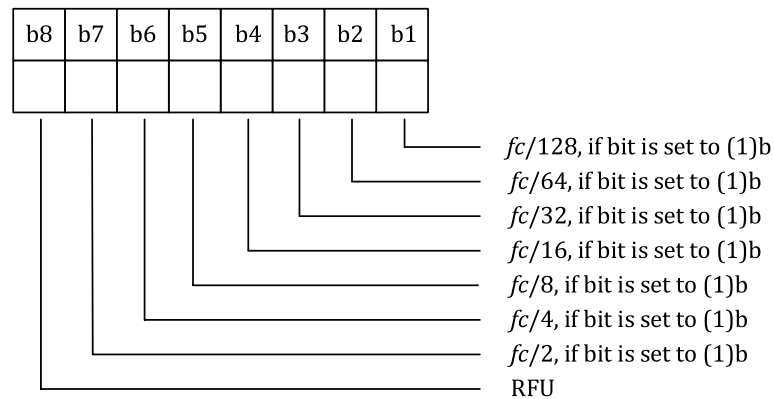 b8 b7 b6 b5 b4 b3 b2 b1
fc/128, if bit is set to (1)b
fc/64, if bit is set to (1)b
fc/32, if bit is set to (1)b
fc/16, if bit is set to (1)b
fc/8, if bit is set to (1)b
fc/4, if bit is set to (1)b
fc/2, if bit is set to (1)b
RFU